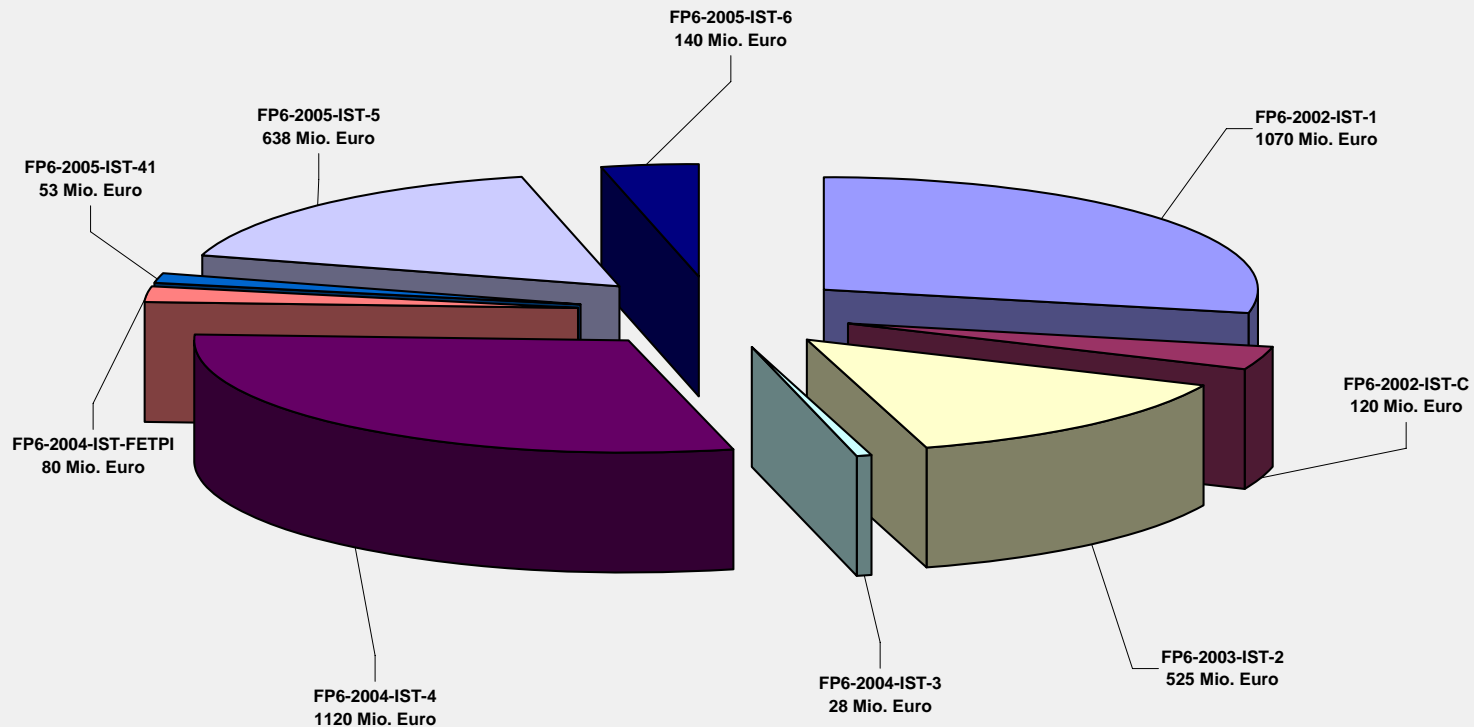 FP6-2005-IST-6
140 Mio. Euro
FP6-2002-IST-1
1070 Mio. Euro
FP6-2005-IST-5
638 Mio. Euro
FP6-2005-IST-41
53 Mio. Euro
FP6-2002-IST-C
120 Mio. Euro
FP6-2004-IST-FETPI
80 Mio. Euro
FP6-2003-IST-2
525 Mio. Euro
FP6-2004-IST-3
28 Mio. Euro
FP6-2004-IST-4
1120 Mio. Euro